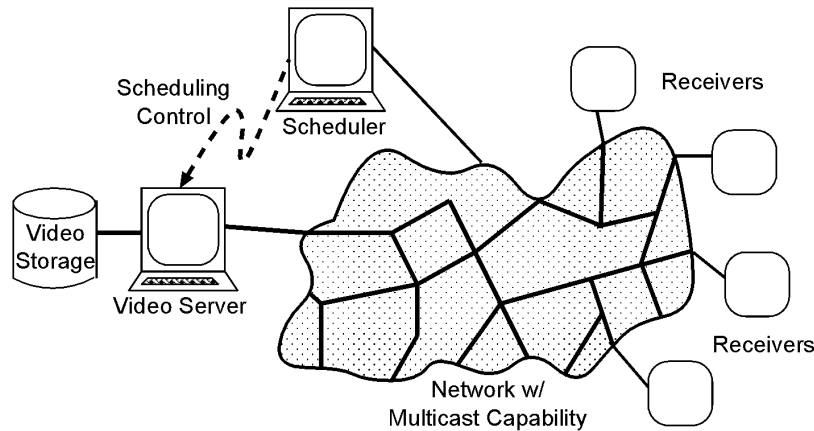 Scheduling
Control
Scheduler
Receivers
Video
Storage
Video Server
Receivers
Network w/
Multicast Capability